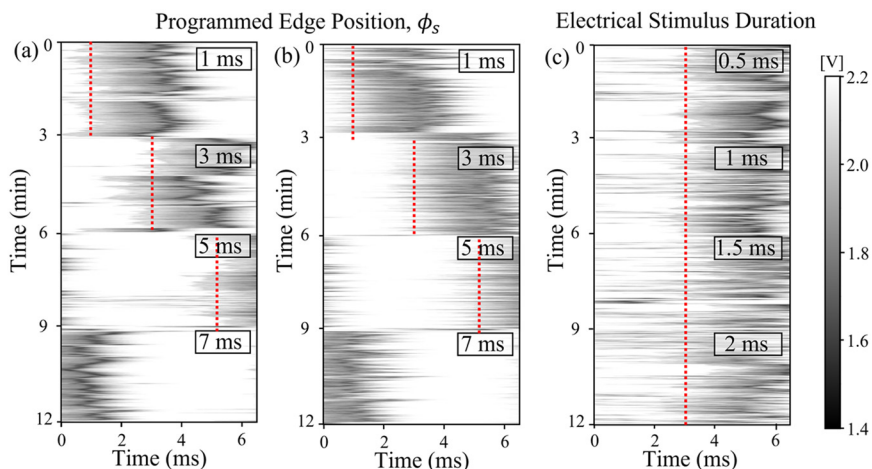 Programmed Edge Position, ϕs
Electrical Stimulus Duration
(a)
Time (min)
0
3
6
9
12
1 ms
3 ms
5 ms
7 ms
0
2
4
6
Time (ms)
(b)
Time (min)
0
3
6
9
12
1 ms
3 ms
5 ms
7 ms
0
2
4
6
Time (ms)
(c)
Time (min)
0
3
6
9
12
0.5 ms
1 ms
1.5 ms
2 ms
0
2
4
6
Time (ms)
[V]
2.2
2.0
1.8
1.6
1.4